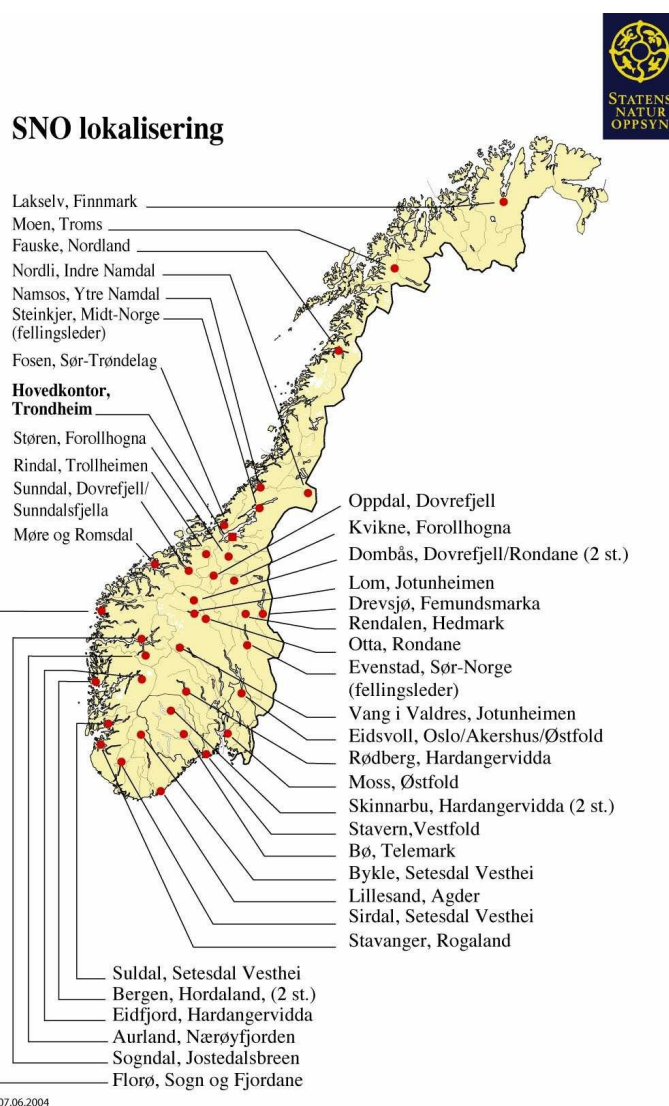 STATENS
NATUR
OPPSYN
SNO lokalisering
Lakselv, Finnmark
Moen, Troms
Fauske, Nordland
Nordli, Indre Namdal
Namsos, Ytre Namdal
Steinkjer, Midt-Norge
(fellingsleder)
Fosen, Sør-Trøndelag
Hovedkontor,
Trondheim
Støren, Forollhogna
Rindal, Trollheimen
Sunndal, Dovrefjell/
Sunndalsfjella
Møre og Romsdal
Oppdal, Dovrefjell
Kvikne, Forollhogna
Dombås, Dovrefjell/Rondane (2 st.)
Lom, Jotunheimen
Drevsjø, Femundsmarka
Rendalen, Hedmark
Otta, Rondane
Evenstad, Sør-Norge
(fellingsleder)
Vang i Valdres, Jotunheimen
Eidsvoll, Oslo/Akershus/Østfold
Rødberg, Hardangervidda
Moss, Østfold
Skinnarbu, Hardangervidda (2 st.)
Stavern,Vestfold
Bø, Telemark
Bykle, Setesdal Vesthei
Lillesand, Agder
Sirdal, Setesdal Vesthei
Stavanger, Rogaland
Suldal, Setesdal Vesthei
Bergen, Hordaland, (2 st.)
Eidfjord, Hardangervidda
Aurland, Nærøyfjorden
Sogndal, Jostedalsbreen
Florø, Sogn og Fjordane
07.06.2004